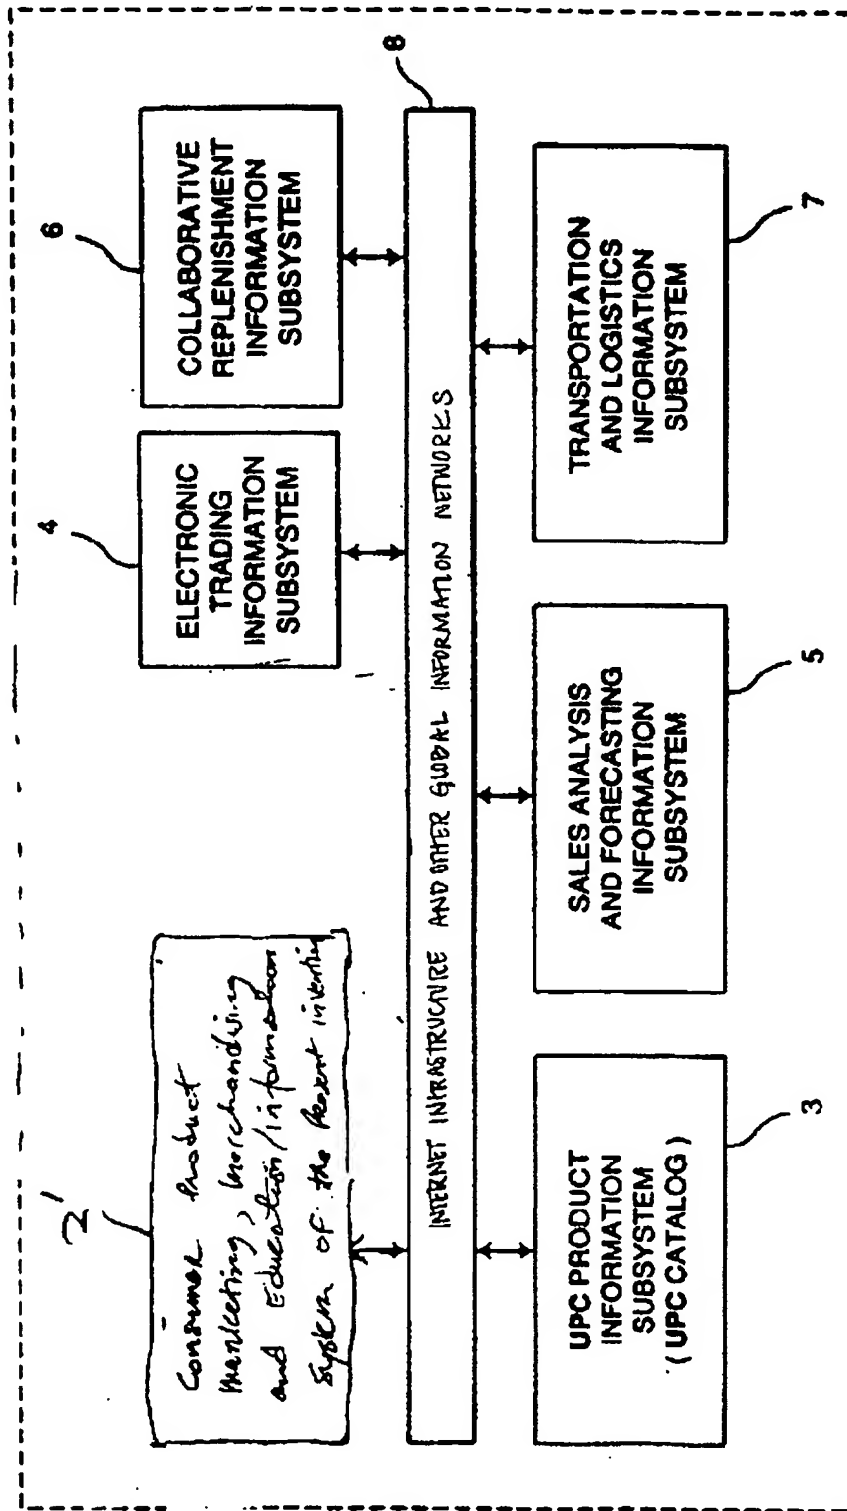 2'
Consumer Product
Marketing, Merchandising
and Education/information
System of the Present invention
4
ELECTRONIC
TRADING
INFORMATION
SUBSYSTEM
6
COLLABORATIVE
REPLENISHMENT
INFORMATION
SUBSYSTEM
8
INTERNET INFRASTRUCTURE AND OTHER GLOBAL INFORMATION NETWORKS
UPC PRODUCT
INFORMATION
SUBSYSTEM
(UPC CATALOG)
3
SALES ANALYSIS
AND FORECASTING
INFORMATION
SUBSYSTEM
5
TRANSPORTATION
AND LOGISTICS
INFORMATION
SUBSYSTEM
7